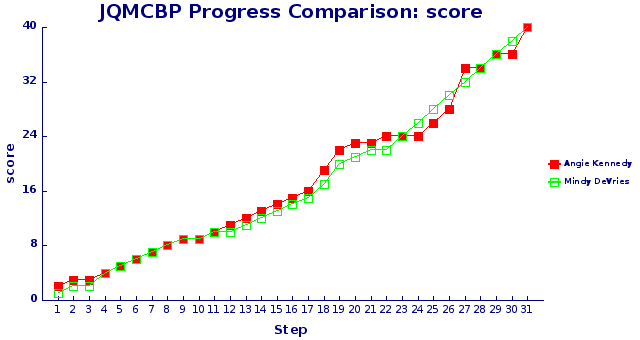 JQMCBP Progress Comparison: score
40
32
24
16
8
0
score
1 2 3 4 5 6 7 8 9 10 11 12 13 14 15 16 17 18 19 20 21 22 23 24 25 26 27 28 29 30 31
Step
Angie Kennedy
Mindy DeVries